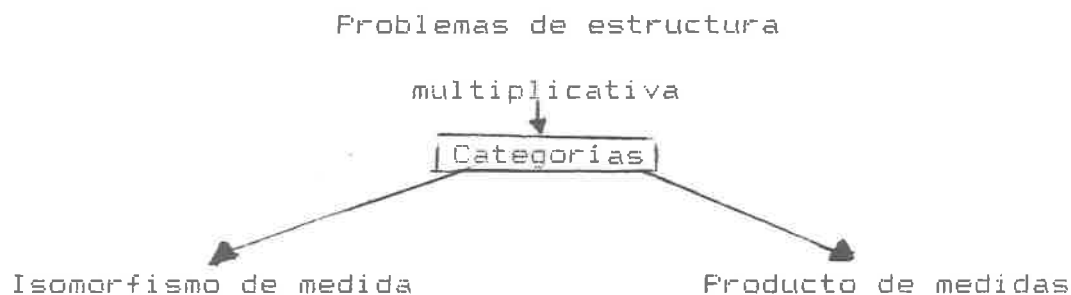 Problemas de estructura
multiplicativa
Categorías
Isomorfismo de medida
Producto de medidas